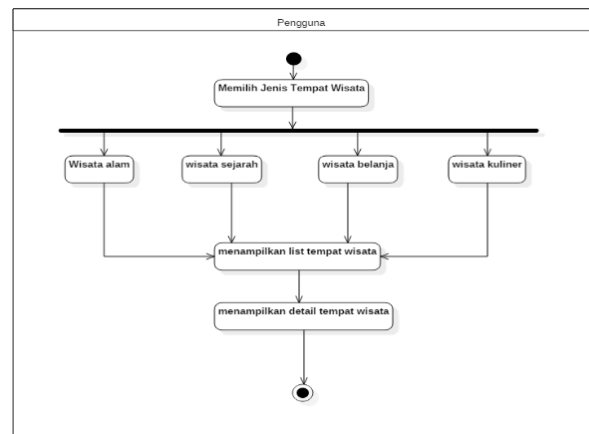 Pengguna
Memilih Jenis Tempat Wisata
Wisata alam
wisata sejarah
wisata belanja
wisata kuliner
menampilkan list tempat wisata
menampilkan detail tempat wisata